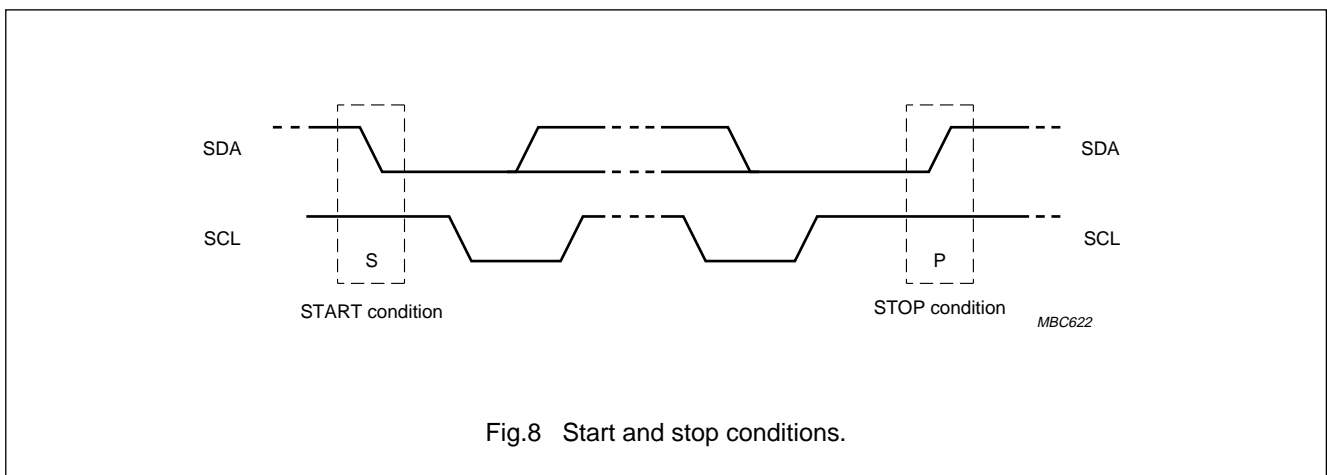 SDA
SDA
SCL
SCL
S
P
START condition
STOP condition
MBC622
Fig.8 Start and stop conditions.